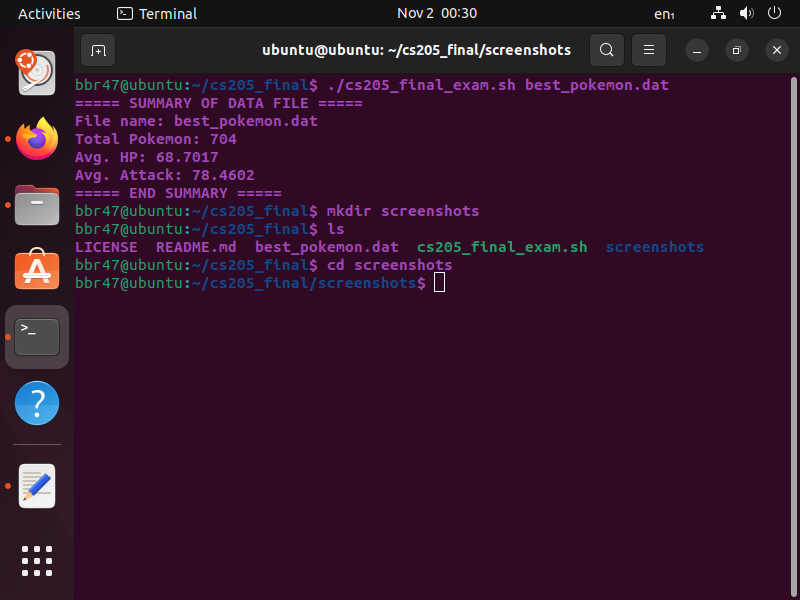 Activities Terminal Nov 2 00:30 en₁
ubuntu@ubuntu: ~/cs205_final/screenshots
bbr47@ubuntu:~/cs205_final$ ./cs205_final_exam.sh best_pokemon.dat
===== SUMMARY OF DATA FILE =====
File name: best_pokemon.dat
Total Pokemon: 704
Avg. HP: 68.7017
Avg. Attack: 78.4602
===== END SUMMARY =====
bbr47@ubuntu:~/cs205_final$ mkdir screenshots
bbr47@ubuntu:~/cs205_final$ ls
LICENSE README.md best_pokemon.dat cs205_final_exam.sh screenshots
bbr47@ubuntu:~/cs205_final$ cd screenshots
bbr47@ubuntu:~/cs205_final/screenshots$